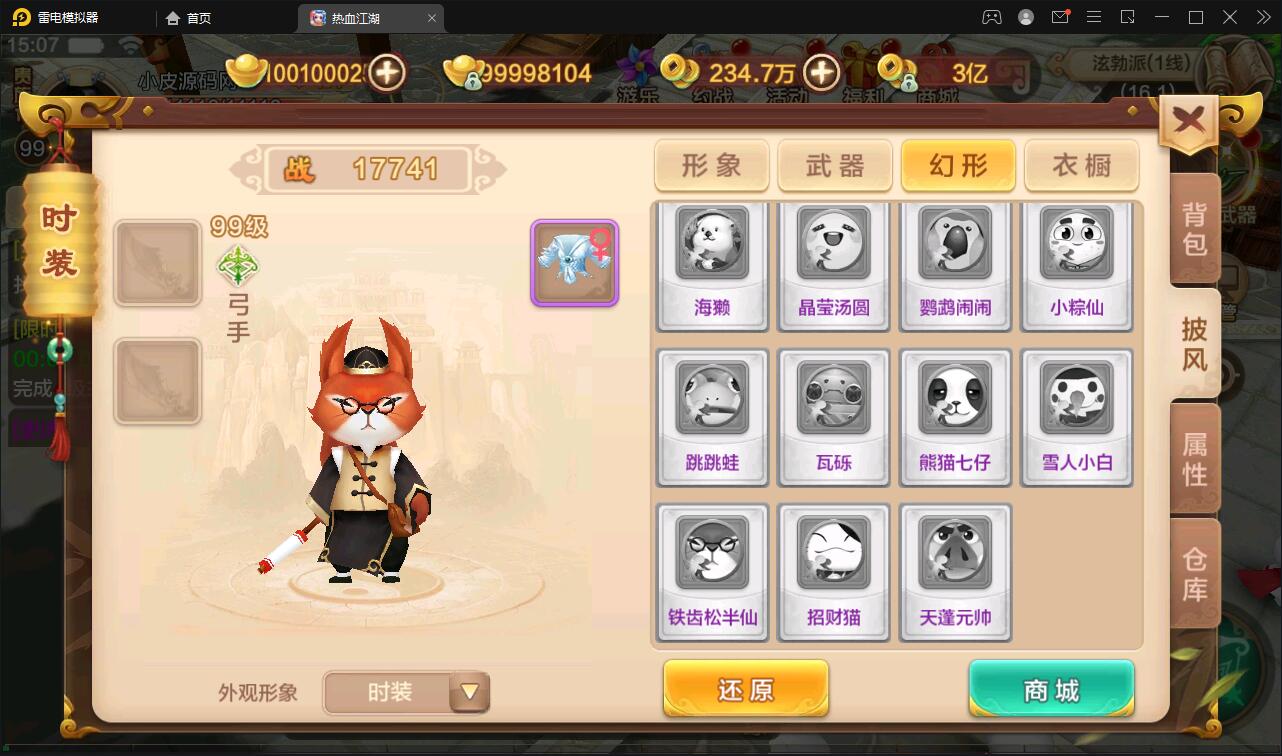 雷电模拟器
首页
热血江湖
15:07
小皮源码网
10010002
99998104
234.7万
3亿
泫勃派(1线)
游乐
约战
活动
福利
商城
99
时装
战 17741
形象
武器
幻形
衣橱
背包
披风
属性
仓库
99级
弓手
海獭
晶莹汤圆
鹦鹉闹闹
小粽仙
跳跳蛙
瓦砾
熊猫七仔
雪人小白
铁齿松半仙
招财猫
天蓬元帅
[限时
00:
完成
武器
外观形象
时装
还原
商城